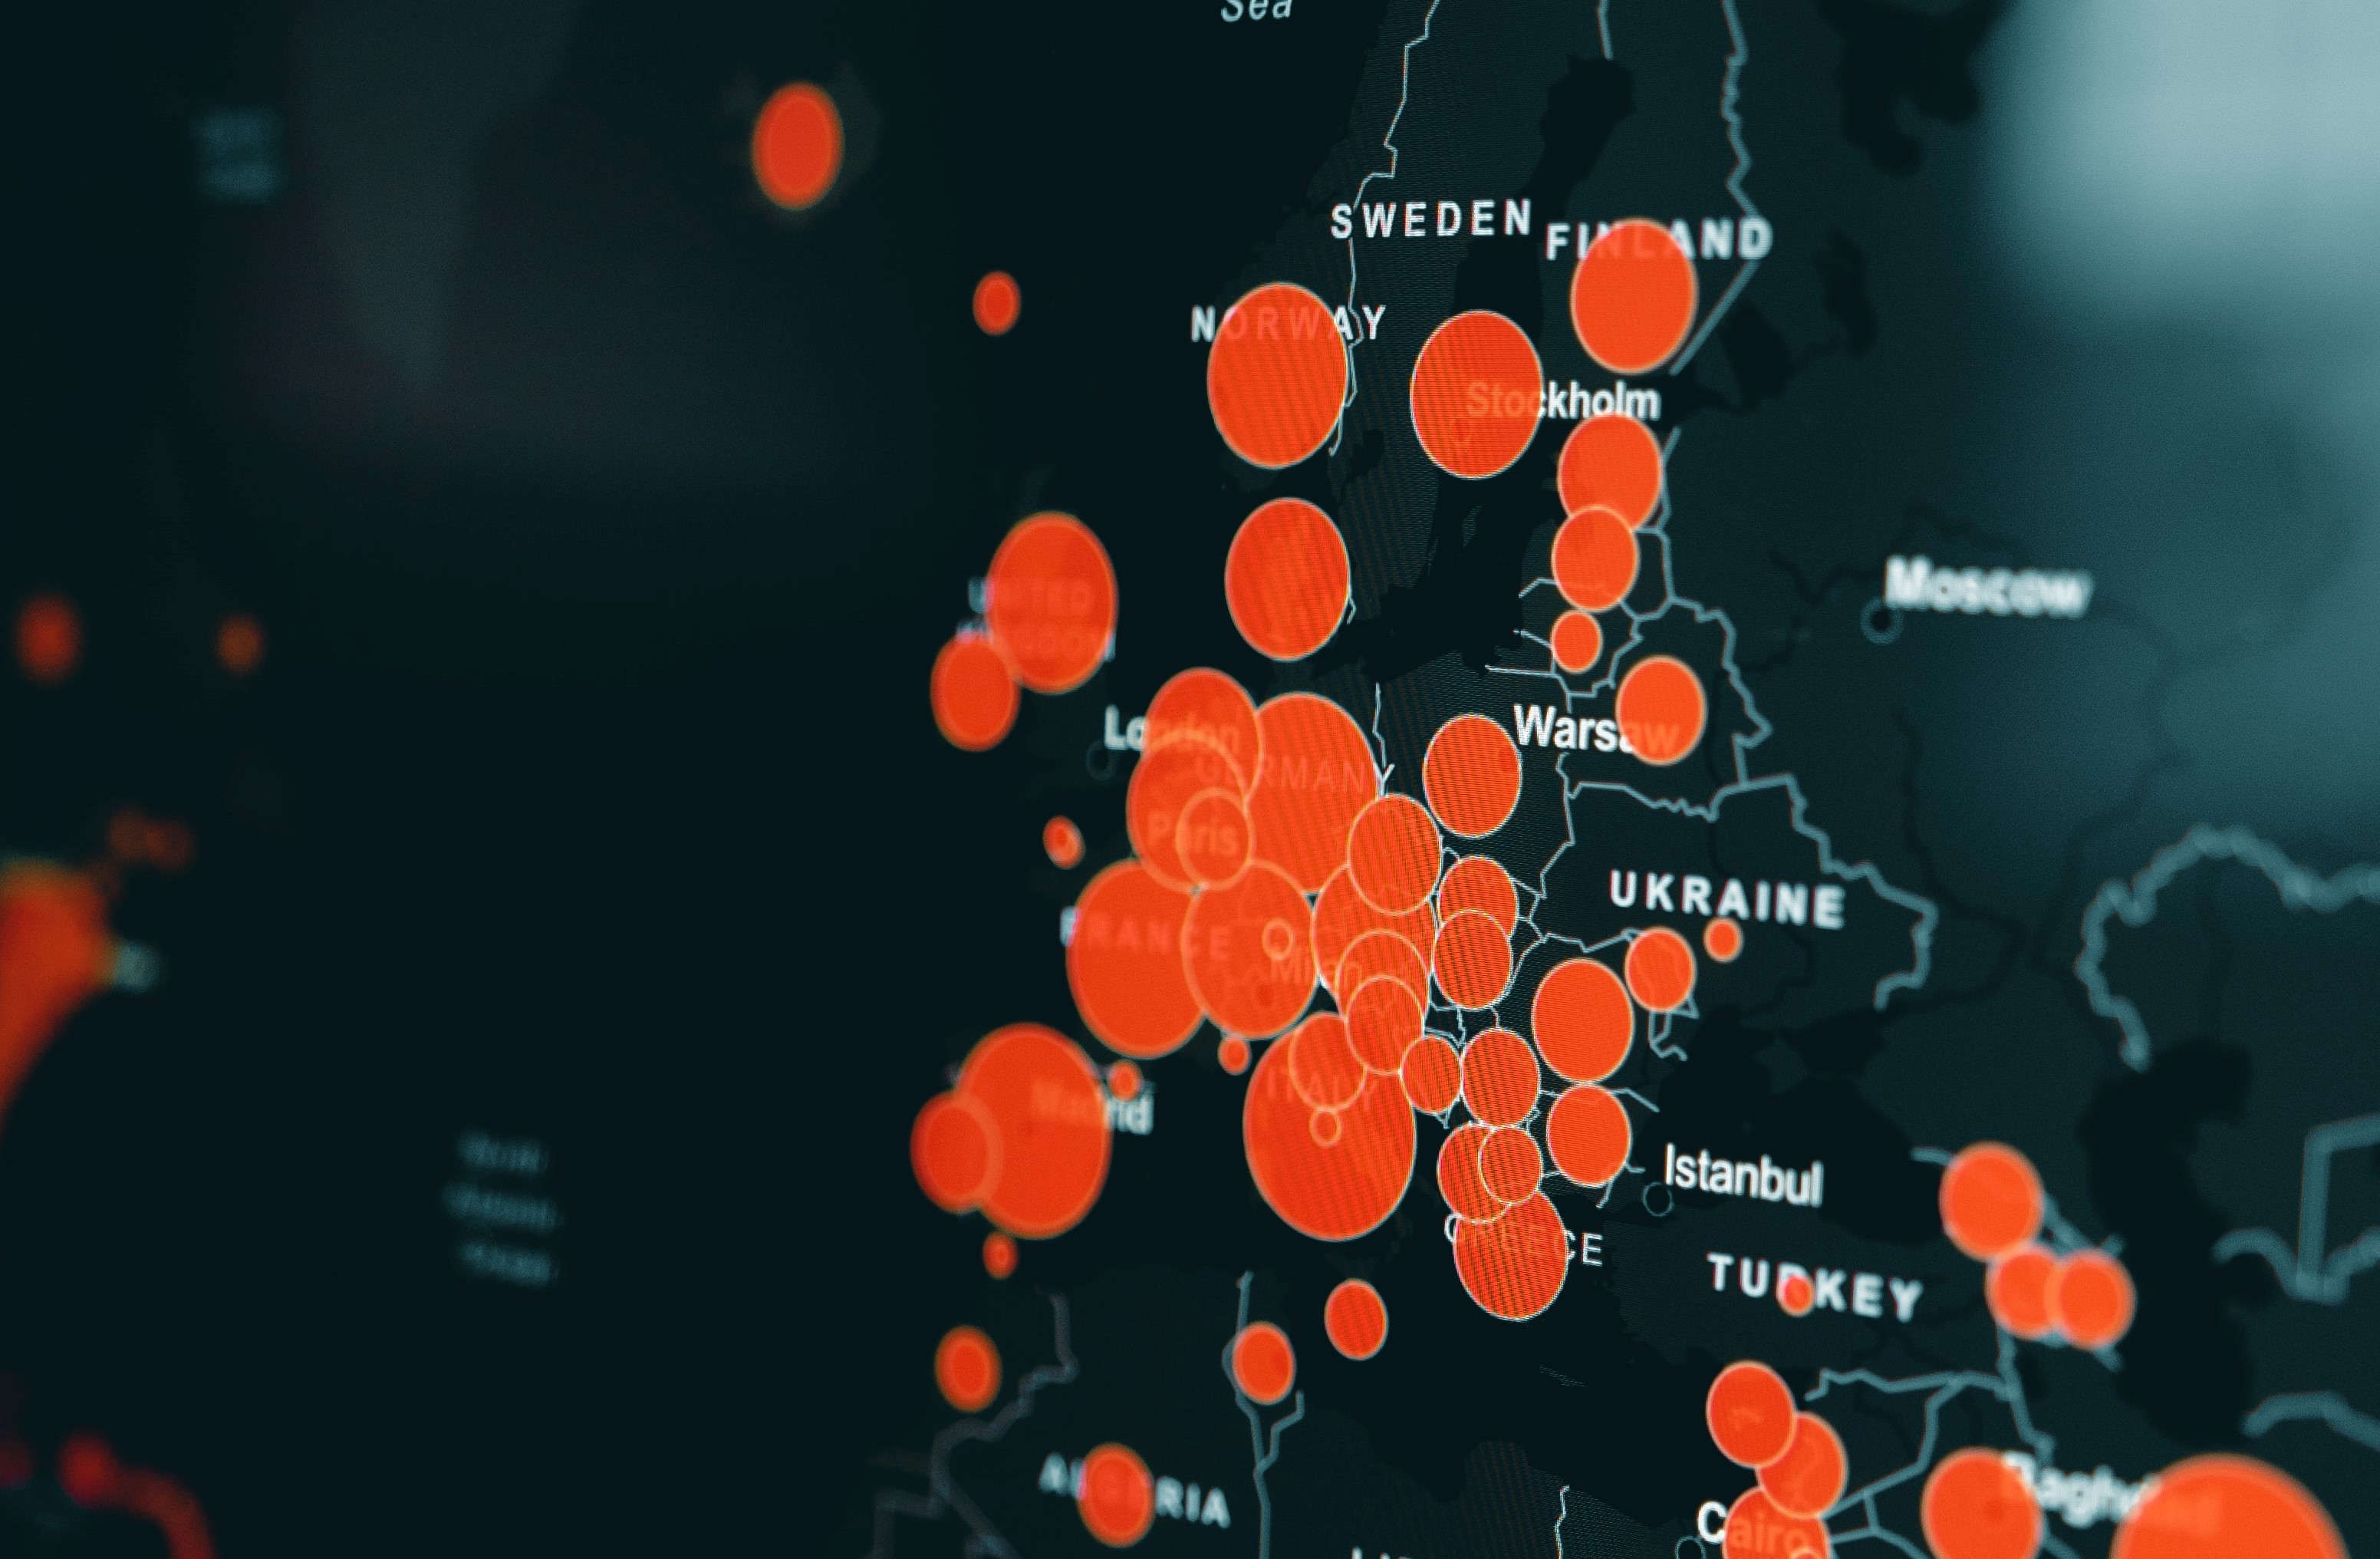 Sea
SWEDEN
FINLAND
NORWAY
Stockholm
Moscow
UNITED
Kingdom
London
Warsaw
GERMANY
Paris
UKRAINE
FRANCE
Milan
ITALY
Madrid
Istanbul
GREECE
TURKEY
ALGERIA
Baghdad
Cairo